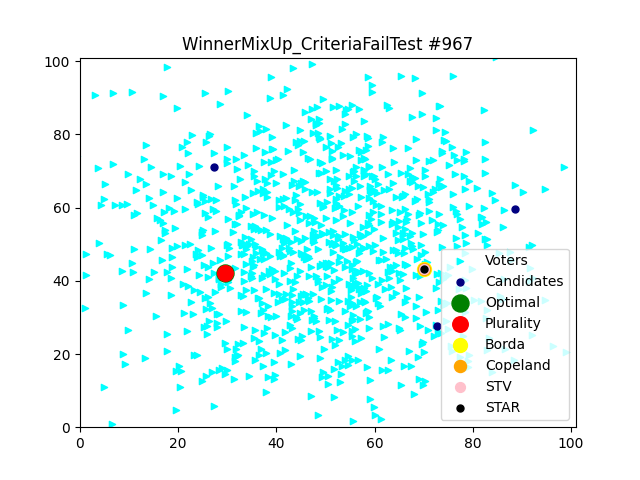 WinnerMixUp_CriteriaFailTest #967
100
80
60
40
20
0
0
20
40
60
80
100
Voters
Candidates
Optimal
Plurality
Borda
Copeland
STV
STAR